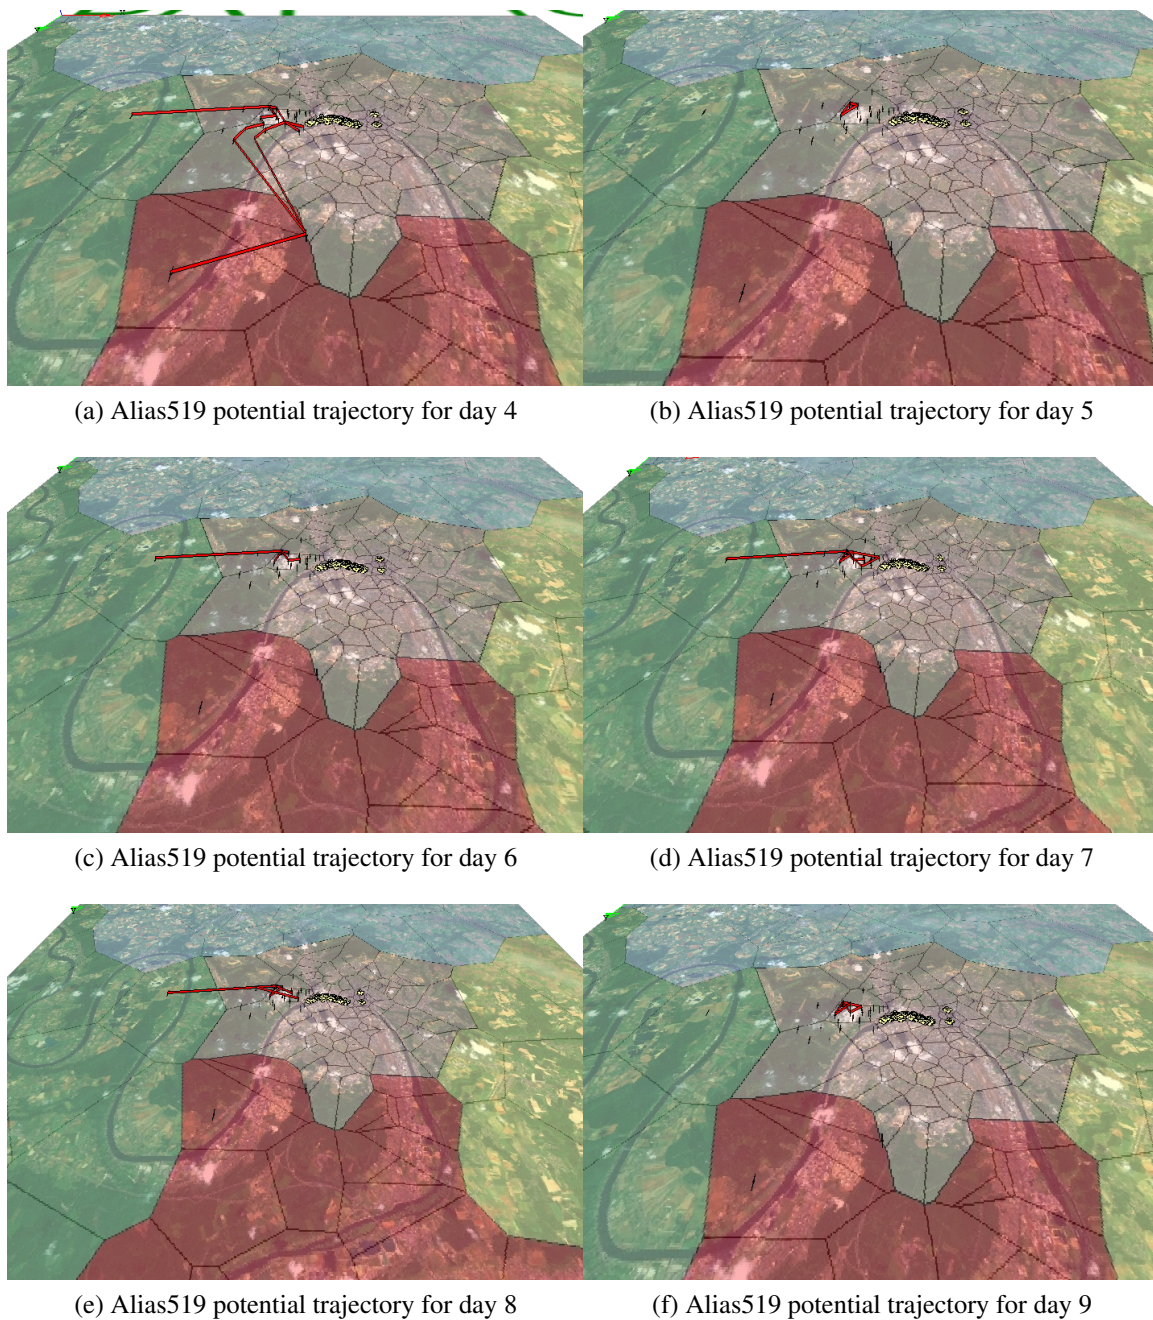 (a) Alias519 potential trajectory for day 4
(b) Alias519 potential trajectory for day 5
(c) Alias519 potential trajectory for day 6
(d) Alias519 potential trajectory for day 7
(e) Alias519 potential trajectory for day 8
(f) Alias519 potential trajectory for day 9